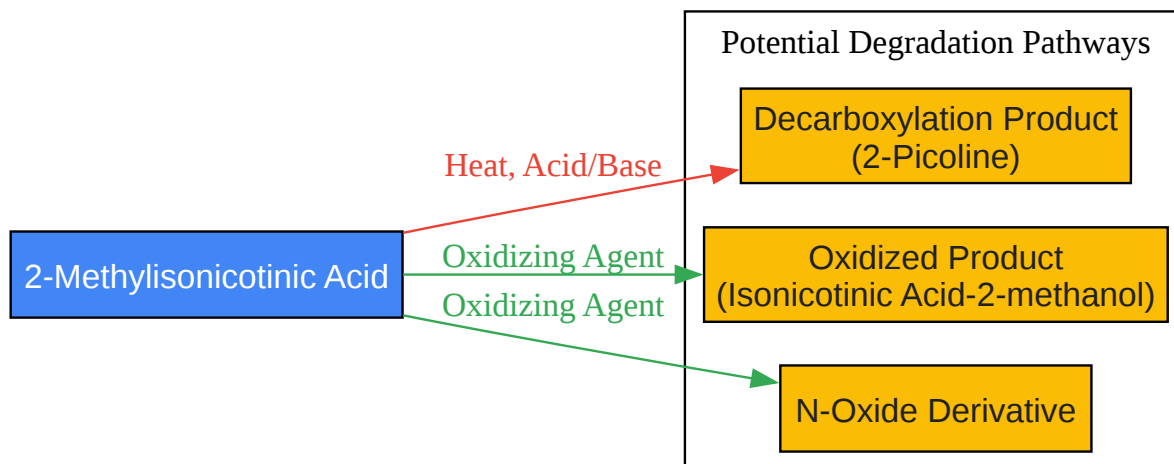 Potential Degradation Pathways
Decarboxylation Product
(2-Picoline)
Heat, Acid/Base
2-Methylisonicotinic Acid
Oxidizing Agent
Oxidized Product
(Isonicotinic Acid-2-methanol)
Oxidizing Agent
N-Oxide Derivative